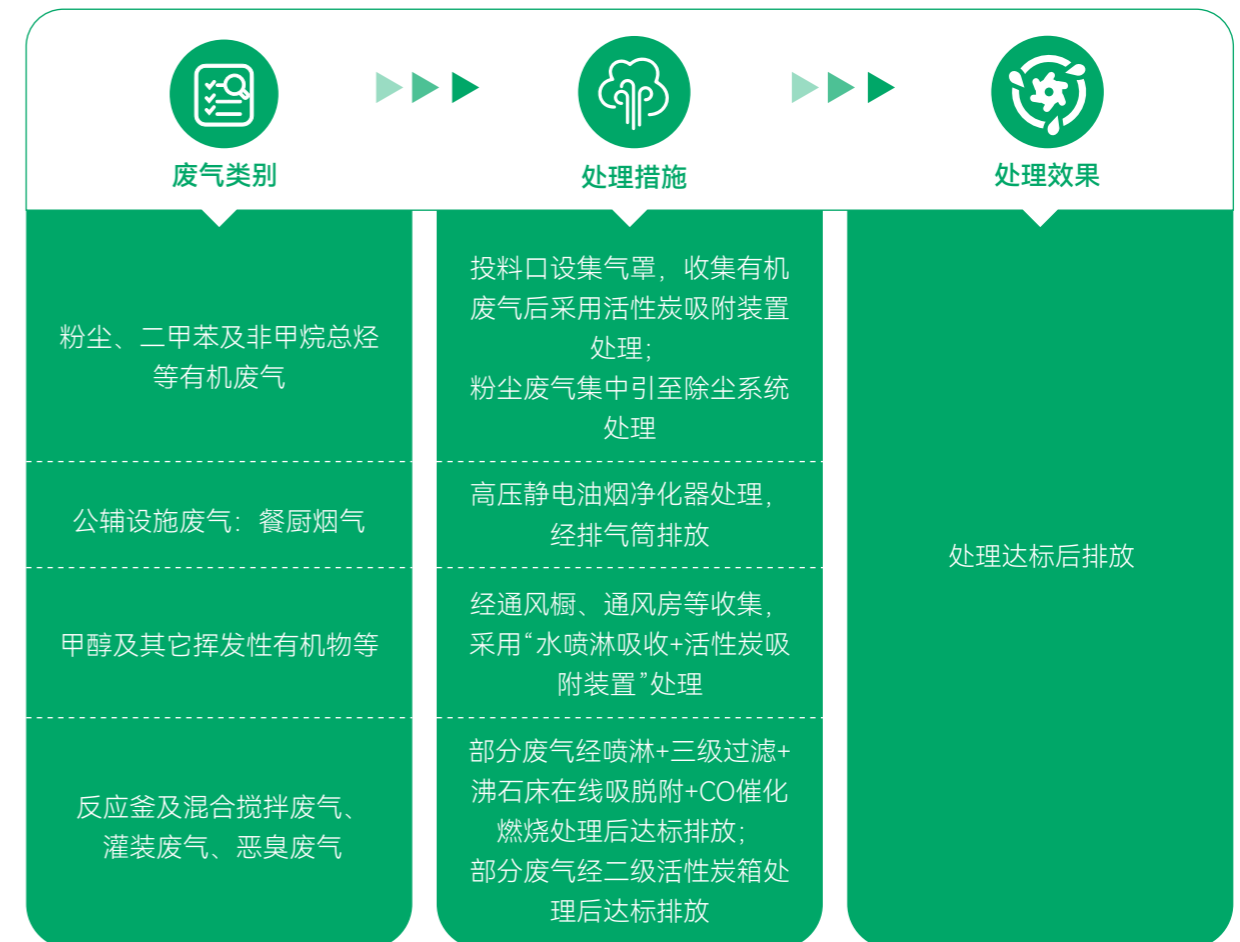 废气类别
处理措施
处理效果
粉尘、二甲苯及非甲烷总烃
等有机废气
投料口设集气罩，收集有机
废气后采用活性炭吸附装置
处理；
粉尘废气集中引至除尘系统
处理
公辅设施废气：餐厨烟气
高压静电油烟净化器处理，
经排气筒排放
甲醇及其它挥发性有机物等
经通风橱、通风房等收集，
采用“水喷淋吸收+活性炭吸
附装置”处理
反应釜及混合搅拌废气、
灌装废气、恶臭废气
部分废气经喷淋+三级过滤+
沸石床在线吸脱附+CO催化
燃烧处理后达标排放；
部分废气经二级活性炭箱处
理后达标排放
处理达标后排放